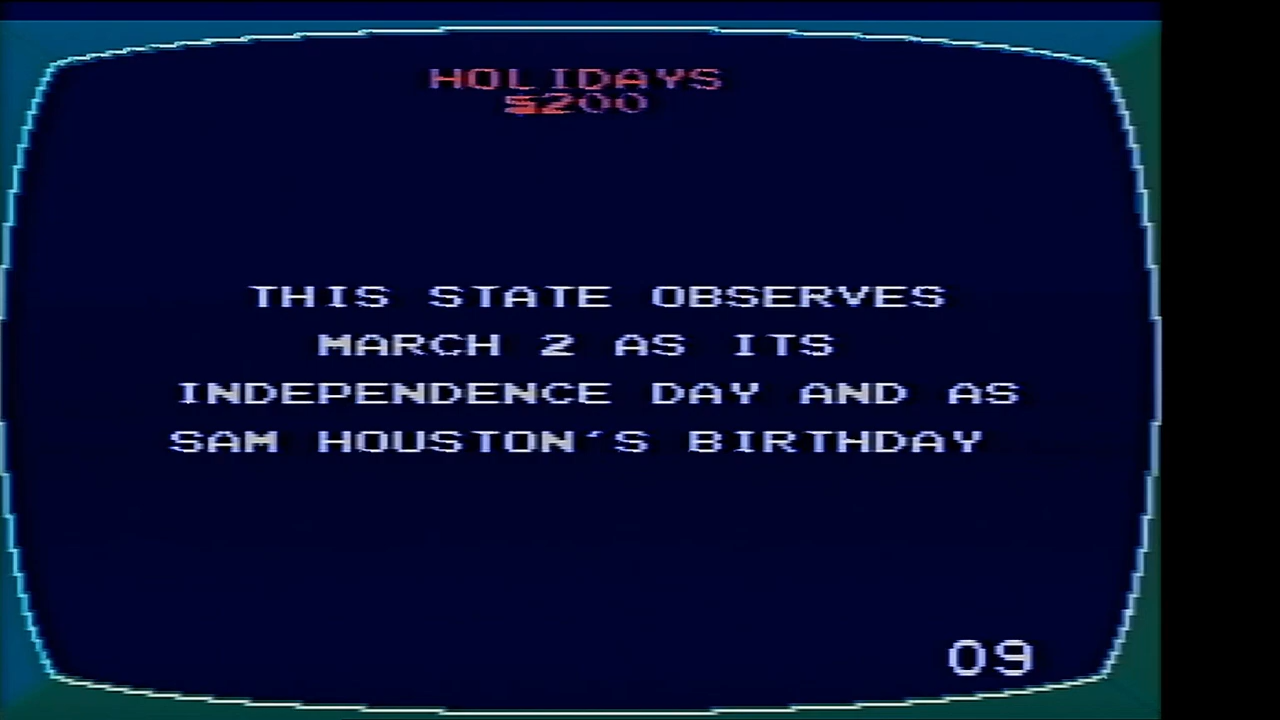 HOLIDAYS
$200
THIS STATE OBSERVES
MARCH 2 AS ITS
INDEPENDENCE DAY AND AS
SAM HOUSTON'S BIRTHDAY
09